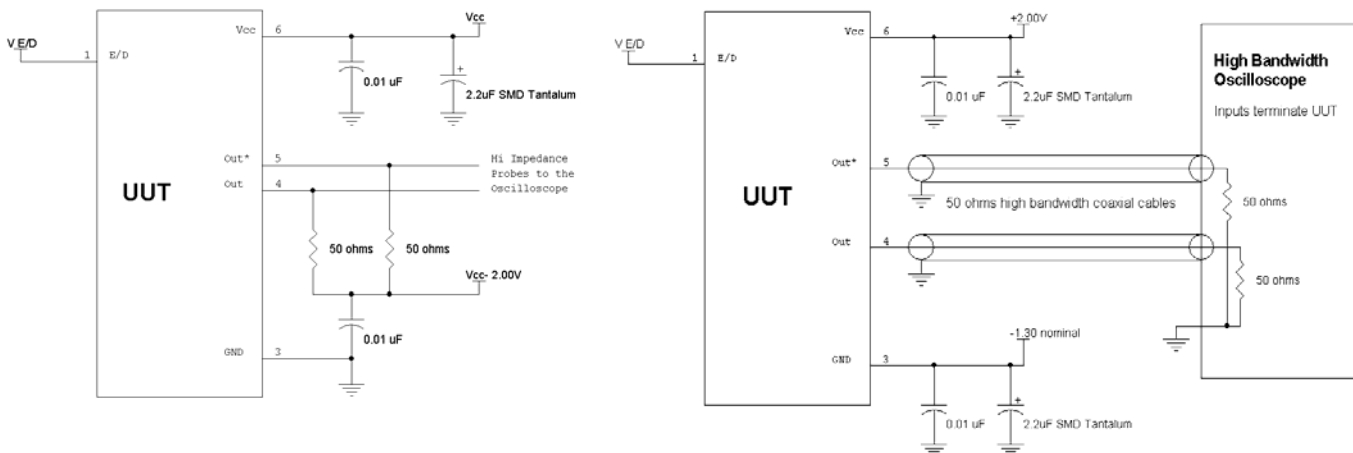 Vcc
6
Vcc
V E/D
1
E/D
0.01 uF
+
2.2uF SMD Tantalum
Out*
5
Hi Impedance
Probes to the
Oscilloscope
Out
4
UUT
50 ohms
50 ohms
Vcc- 2.00V
0.01 uF
GND
3
+2.00V
Vcc
6
V E/D
1
E/D
0.01 uF
+
2.2uF SMD Tantalum
High Bandwidth
Oscilloscope
Inputs terminate UUT
Out*
5
UUT
50 ohms high bandwidth coaxial cables
50 ohms
Out
4
50 ohms
-1.30 nominal
GND
3
0.01 uF
+
2.2uF SMD Tantalum